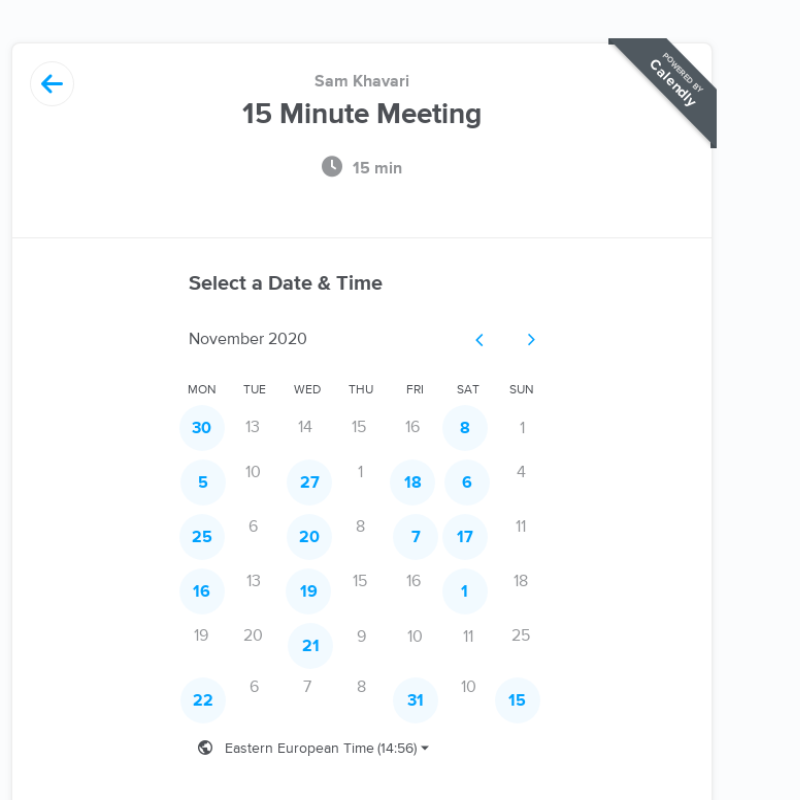 POWERED BY
Calendly
Sam Khavari
15 Minute Meeting
15 min
Select a Date & Time
November 2020
MON TUE WED THU FRI SAT SUN
30 13 14 15 16 8 1
5 10 27 1 18 6 4
25 6 20 8 7 17 11
16 13 19 15 16 1 18
19 20 21 9 10 11 25
22 6 7 8 31 10 15
Eastern European Time (14:56)